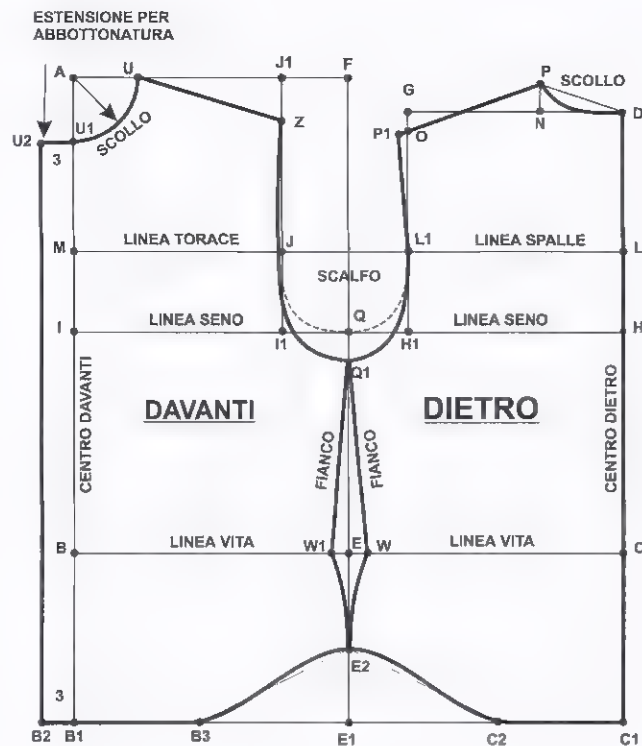 ESTENSIONE PER
ABBOTTONATURA
A
U
J1
F
P
SCOLLO
G
N
D
U1
SCOLLO
Z
P1
O
U2
3
M
LINEA TORACE
J
L1
LINEA SPALLE
L
SCALFO
Q
I
LINEA SENO
I1
H1
LINEA SENO
H
Q1
CENTRO DAVANTI
DAVANTI
DIETRO
CENTRO DIETRO
FIANCO
FIANCO
B
LINEA VITA
W1
E
W
LINEA VITA
C
E2
3
B2
B1
B3
E1
C2
C1